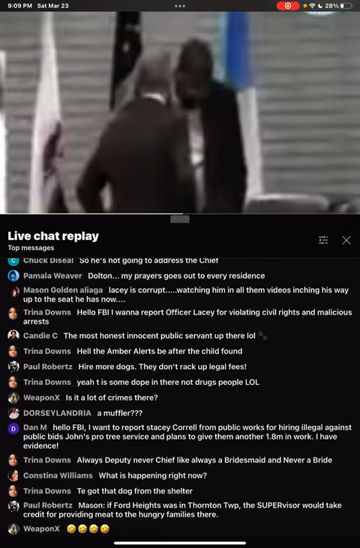 9:09 PM Sat Mar 23
28%
Live chat replay
Top messages
Chuck Diseal So he's not going to address the Chief
Pamala Weaver Dolton... my prayers goes out to every residence
Mason Golden aliaga lacey is corrupt.....watching him in all them videos inching his way
up to the seat he has now....
Trina Downs Hello FBI I wanna report Officer Lacey for violating civil rights and malicious
arrests
Candie C The most honest innocent public servant up there lol 🐾
Trina Downs Hell the Amber Alerts be after the child found
Paul Robertz Hire more dogs. They don't rack up legal fees!
Trina Downs yeah t is some dope in there not drugs people LOL
WeaponX Is it a lot of crimes there?
DORSEYLANDRIA a muffler???
D Dan M hello FBI, I want to report stacey Correll from public works for hiring illegal against
public bids John's pro tree service and plans to give them another 1.8m in work. I have
evidence!
Trina Downs Always Deputy never Chief like always a Bridesmaid and Never a Bride
Constina Williams What is happening right now?
Trina Downs Te got that dog from the shelter
Paul Robertz Mason: if Ford Heights was in Thornton Twp, the SUPERvisor would take
credit for providing meat to the hungry families there.
WeaponX 🤣🤣🤣🤣